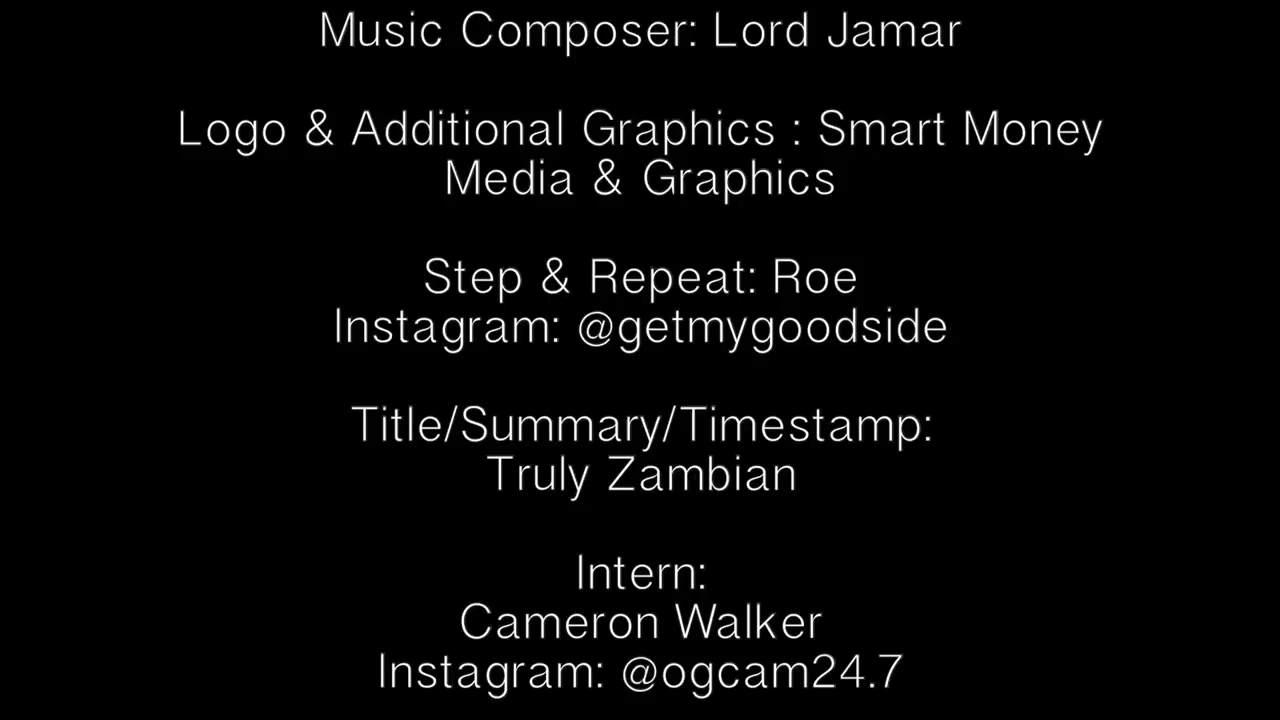 Music Composer: Lord Jamar
Logo & Additional Graphics : Smart Money
Media & Graphics
Step & Repeat: Roe
Instagram: @getmygoodside
Title/Summary/Timestamp:
Truly Zambian
Intern:
Cameron Walker
Instagram: @ogcam24.7